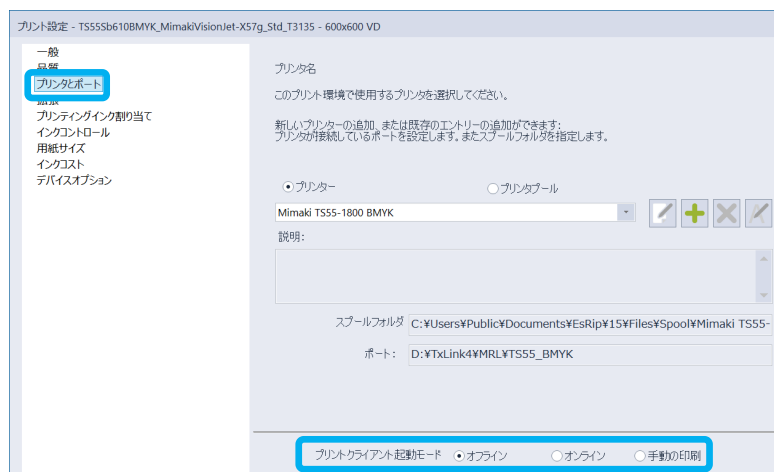 プリント設定 - TS55Sb610BMYK_MimakiVisionJet-X57g_Std_T3135 - 600x600 VD
一般
品質
プリンタとポート
拡張
プリンティングインク割り当て
インクコントロール
用紙サイズ
インクコスト
デバイスオプション
プリンタ名
このプリント環境で使用するプリンタを選択してください。
新しいプリンターの追加、または既存のエントリーの追加ができます:
プリンタが接続しているポートを設定します。またスプールフォルダを指定します。
プリンター プリンタプール
Mimaki TS55-1800 BMYK
説明:
スプールフォルダ C:¥Users¥Public¥Documents¥EsRip¥15¥Files¥Spool¥Mimaki TS55-
ポート: D:¥TxLink4¥MRL¥TS55_BMYK
プリントクライアント起動モード オフライン オンライン 手動の印刷